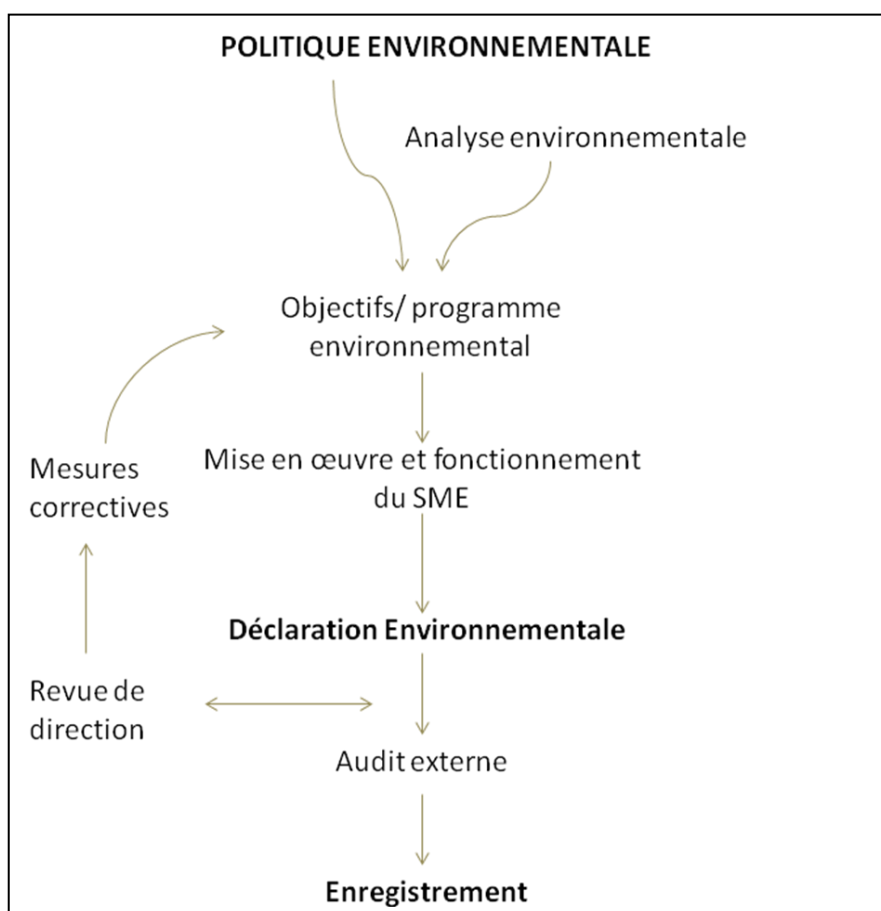 POLITIQUE ENVIRONNEMENTALE
Analyse environnementale
Objectifs/ programme
environnemental
Mise en œuvre et fonctionnement
du SME
Mesures
correctives
Déclaration Environnementale
Revue de
direction
Audit externe
Enregistrement